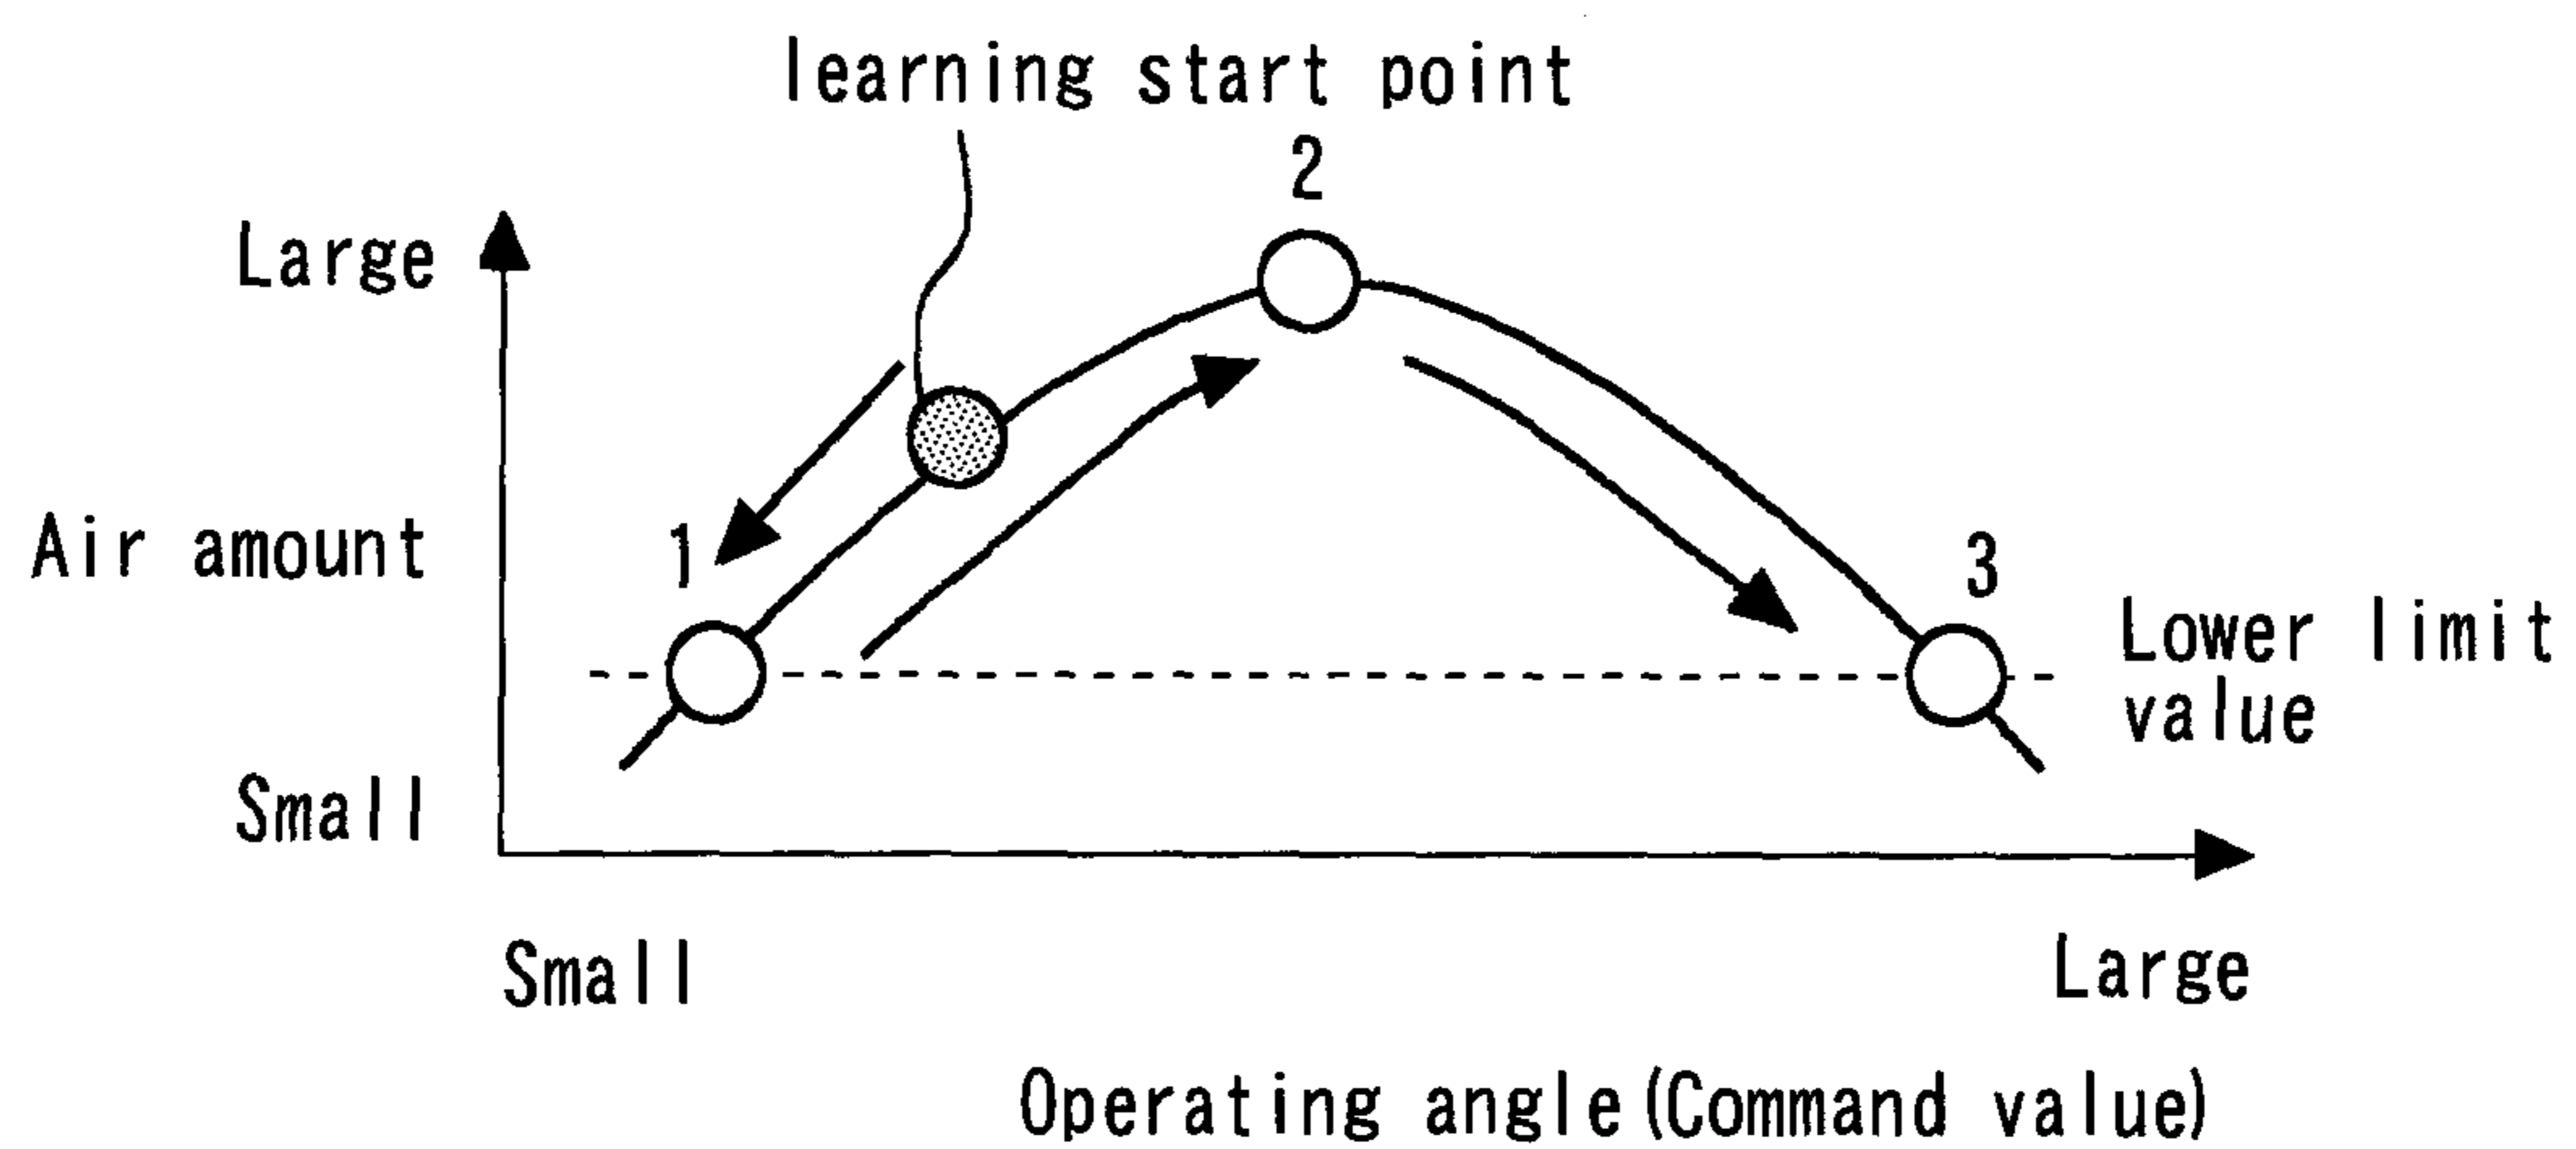 learning start point
2
Large
Air amount
1
3
Lower limit
value
Small
Small
Large
Operating angle(Command value)